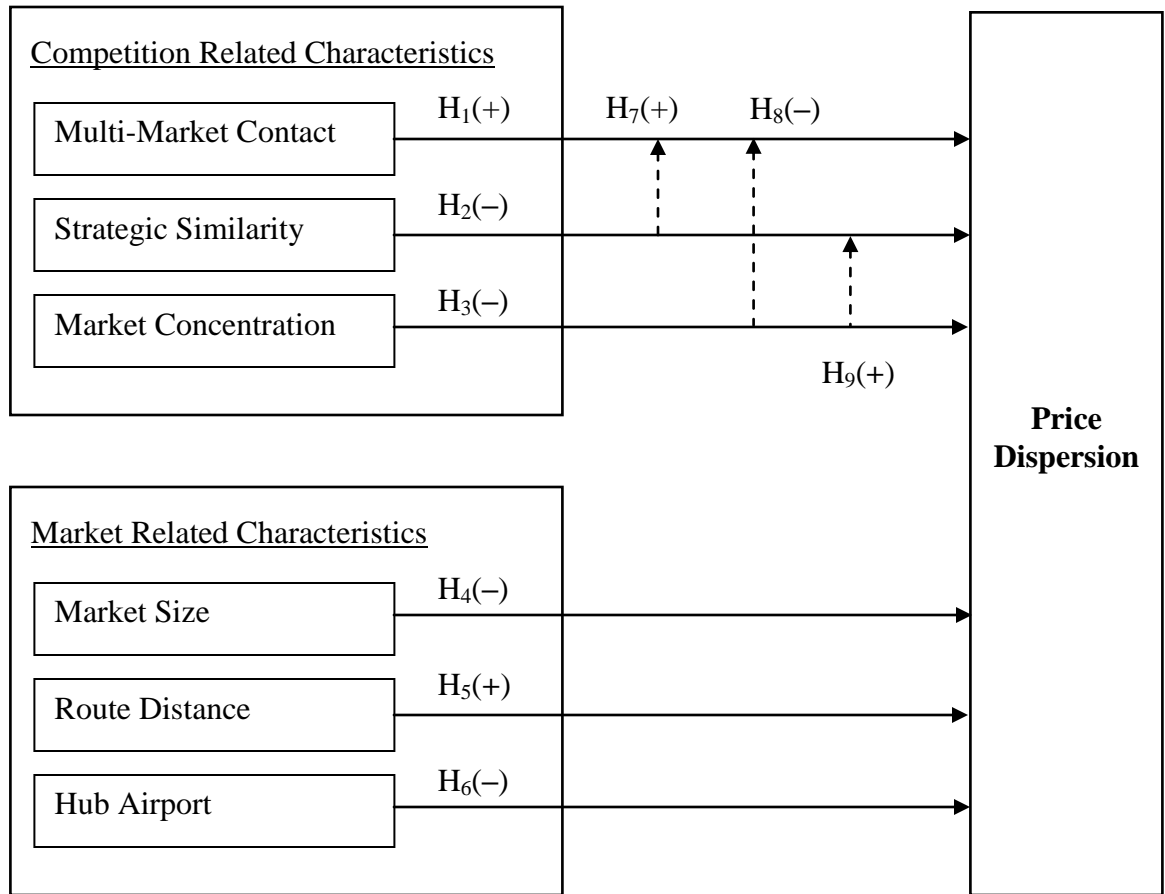 Competition Related Characteristics
Multi-Market Contact
H₁(+)
H₇(+)
H₈(–)
Strategic Similarity
H₂(–)
Market Concentration
H₃(–)
H₉(+)
Price
Dispersion
Market Related Characteristics
Market Size
H₄(–)
Route Distance
H₅(+)
Hub Airport
H₆(–)